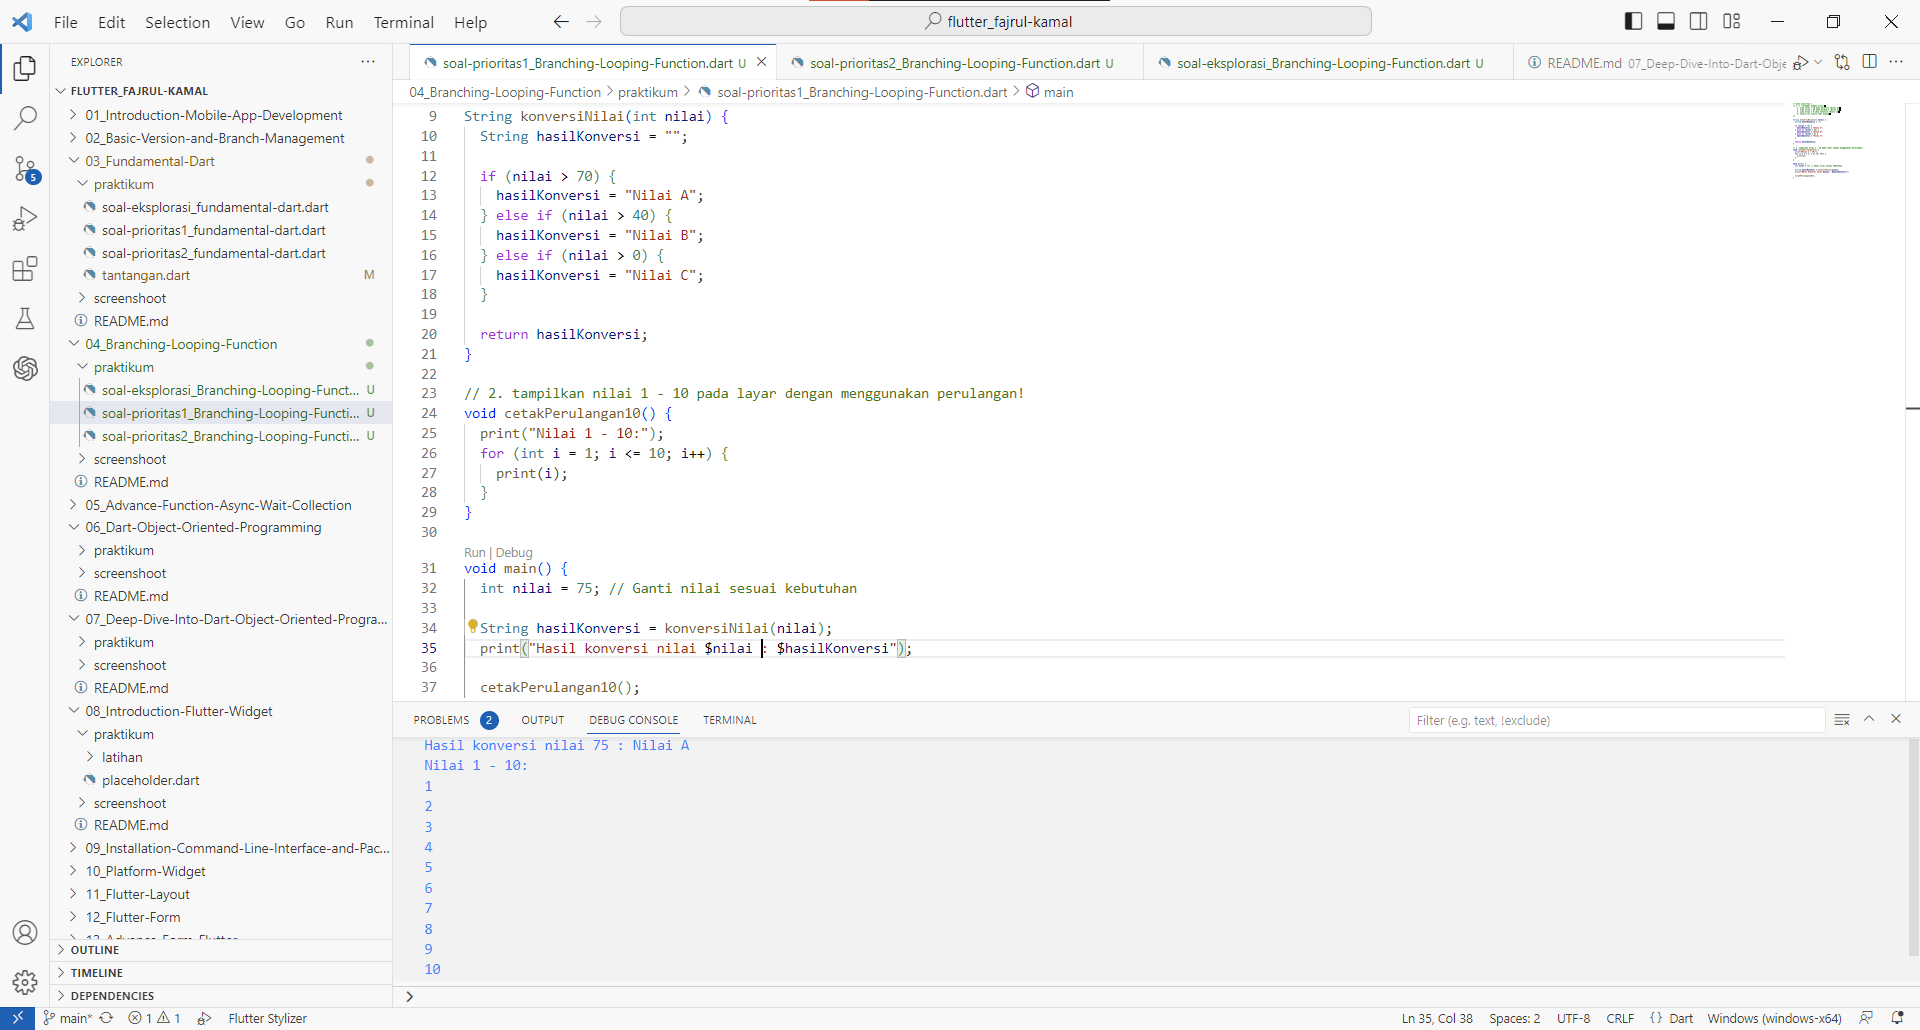 File Edit Selection View Go Run Terminal Help
flutter_fajrul-kamal
EXPLORER
FLUTTER_FAJRUL-KAMAL
01_Introduction-Mobile-App-Development
02_Basic-Version-and-Branch-Management
03_Fundamental-Dart
praktikum
soal-eksplorasi_fundamental-dart.dart
soal-prioritas1_fundamental-dart.dart
soal-prioritas2_fundamental-dart.dart
tantangan.dart M
screenshoot
README.md
04_Branching-Looping-Function
praktikum
soal-eksplorasi_Branching-Looping-Funct... U
soal-prioritas1_Branching-Looping-Functi... U
soal-prioritas2_Branching-Looping-Functi... U
screenshoot
README.md
05_Advance-Function-Async-Wait-Collection
06_Dart-Object-Oriented-Programming
praktikum
screenshoot
README.md
07_Deep-Dive-Into-Dart-Object-Oriented-Progra...
praktikum
screenshoot
README.md
08_Introduction-Flutter-Widget
praktikum
latihan
placeholder.dart
screenshoot
README.md
09_Installation-Command-Line-Interface-and-Pac...
10_Platform-Widget
11_Flutter-Layout
12_Flutter-Form
13_Advance-Form-Flutter
OUTLINE
TIMELINE
DEPENDENCIES
5
soal-prioritas1_Branching-Looping-Function.dart U
soal-prioritas2_Branching-Looping-Function.dart U
soal-eksplorasi_Branching-Looping-Function.dart U
README.md 07_Deep-Dive-Into-Dart-Obje
04_Branching-Looping-Function > praktikum > soal-prioritas1_Branching-Looping-Function.dart > main
9 String konversiNilai(int nilai) {
10 String hasilKonversi = "";
11
12 if (nilai > 70) {
13 hasilKonversi = "Nilai A";
14 } else if (nilai > 40) {
15 hasilKonversi = "Nilai B";
16 } else if (nilai > 0) {
17 hasilKonversi = "Nilai C";
18 }
19
20 return hasilKonversi;
21 }
22
23 // 2. tampilkan nilai 1 - 10 pada layar dengan menggunakan perulangan!
24 void cetakPerulangan10() {
25 print("Nilai 1 - 10:");
26 for (int i = 1; i <= 10; i++) {
27 print(i);
28 }
29 }
30
Run | Debug
31 void main() {
32 int nilai = 75; // Ganti nilai sesuai kebutuhan
33
34 String hasilKonversi = konversiNilai(nilai);
35 print("Hasil konversi nilai $nilai : $hasilKonversi");
36
37 cetakPerulangan10();
PROBLEMS 2 OUTPUT DEBUG CONSOLE TERMINAL
Filter (e.g. text, !exclude)
Hasil konversi nilai 75 : Nilai A
Nilai 1 - 10:
1
2
3
4
5
6
7
8
9
10
main* 1 1 Flutter Stylizer
Ln 35, Col 38 Spaces: 2 UTF-8 CRLF {} Dart Windows (windows-x64)